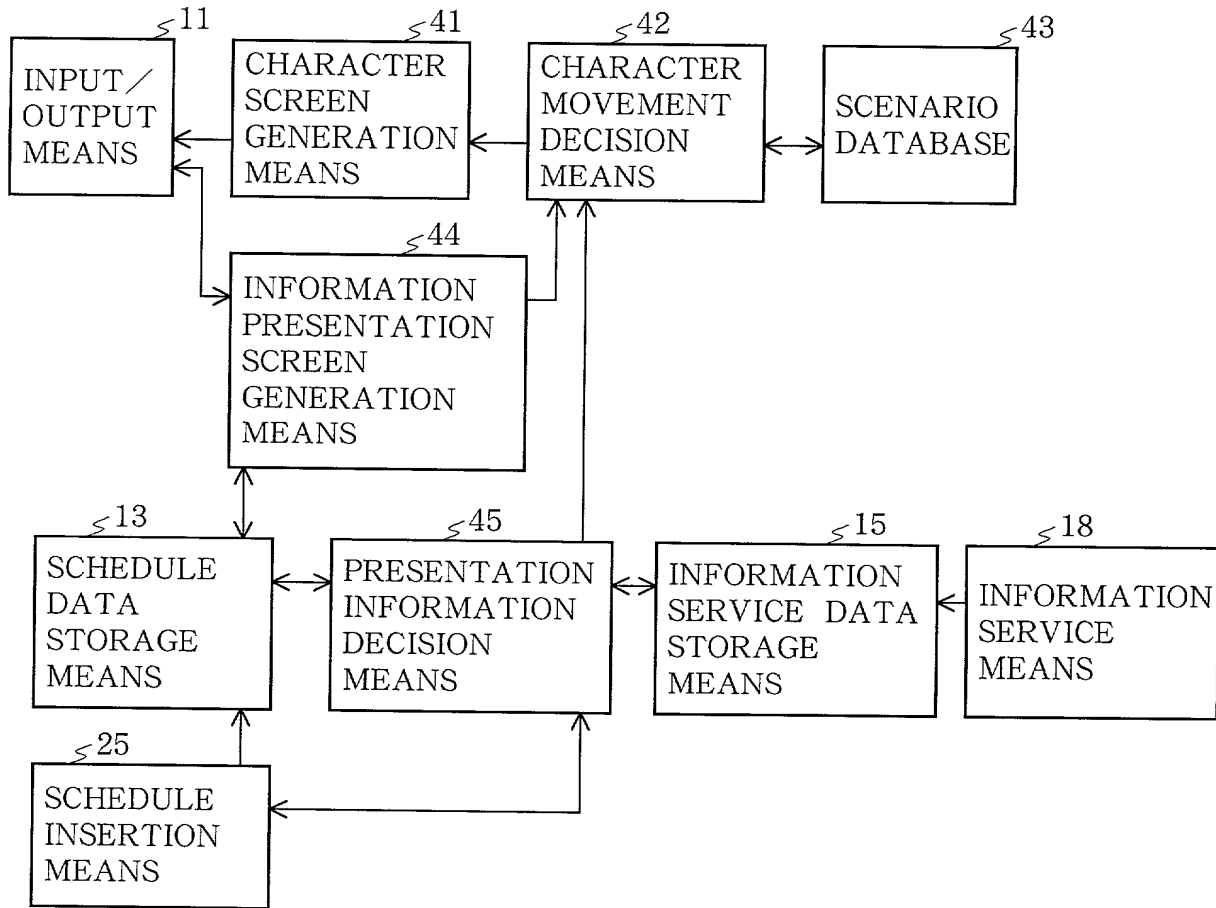 11
INPUT/
OUTPUT
MEANS
41
CHARACTER
SCREEN
GENERATION
MEANS
42
CHARACTER
MOVEMENT
DECISION
MEANS
43
SCENARIO
DATABASE
44
INFORMATION
PRESENTATION
SCREEN
GENERATION
MEANS
13
SCHEDULE
DATA
STORAGE
MEANS
45
PRESENTATION
INFORMATION
DECISION
MEANS
15
INFORMATION
SERVICE DATA
STORAGE
MEANS
18
INFORMATION
SERVICE
MEANS
25
SCHEDULE
INSERTION
MEANS